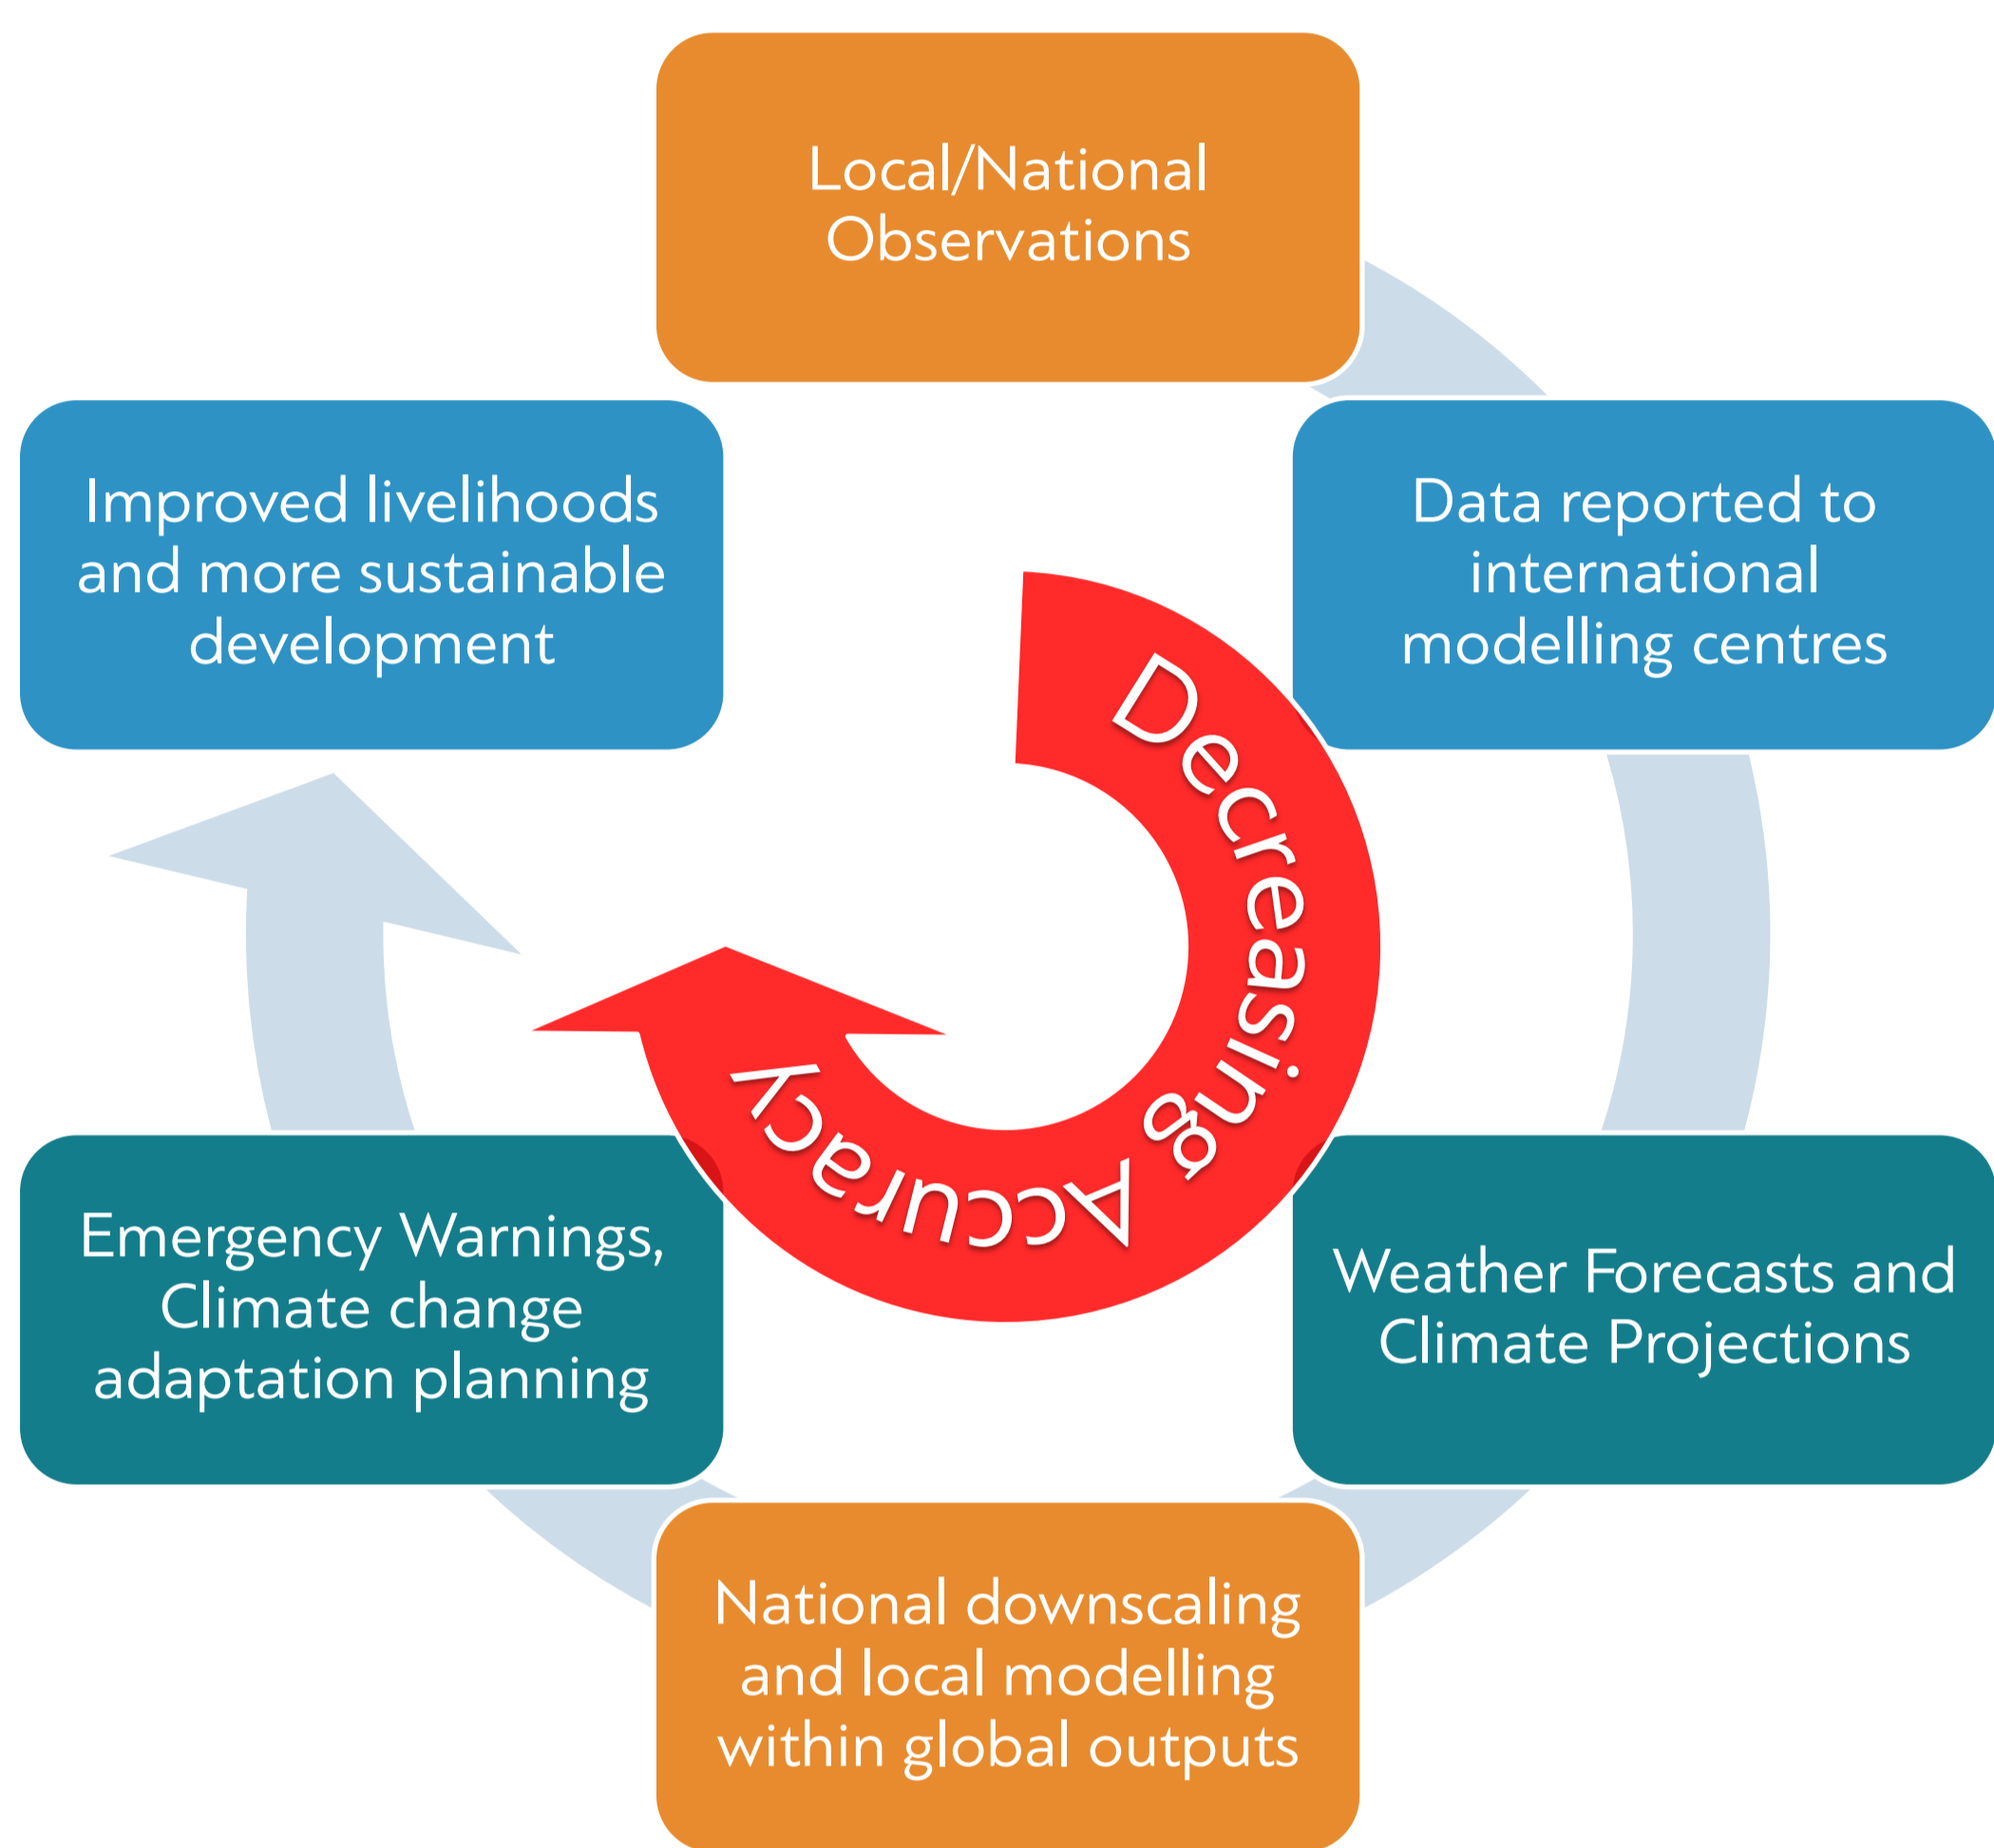 Local/National
Observations
Data reported to
international
modelling centres
Weather Forecasts and
Climate Projections
National downscaling
and local modelling
within global outputs
Emergency Warnings,
Climate change
adaptation planning
Improved livelihoods
and more sustainable
development
Decreasing Accuracy